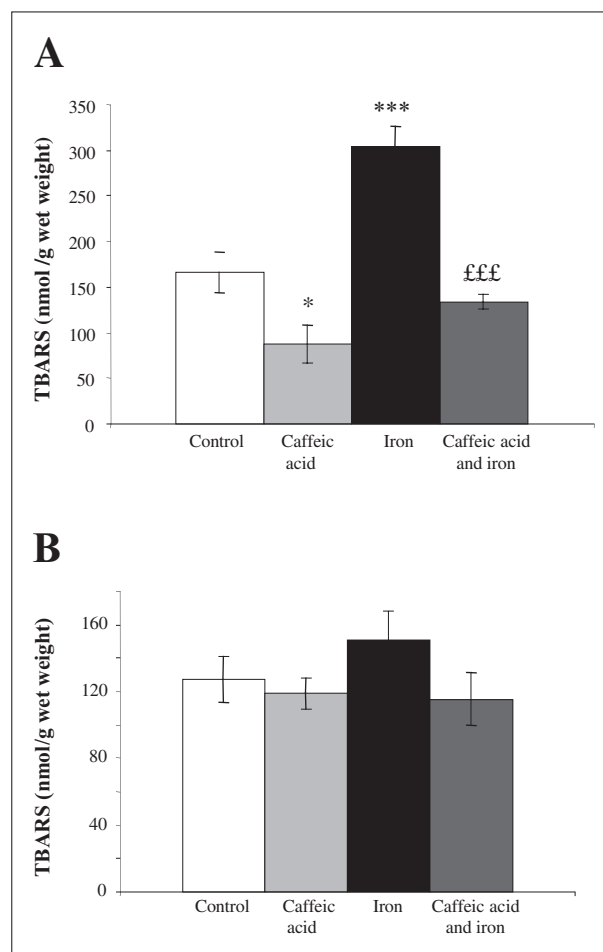 A
TBARS (nmol /g wet weight)
350
300
250
200
150
100
50
0
***
*
£££
Control
Caffeic
acid
Iron
Caffeic acid
and iron
B
TBARS (nmol/g wet weight)
160
120
80
40
0
Control
Caffeic
acid
Iron
Caffeic acid
and iron